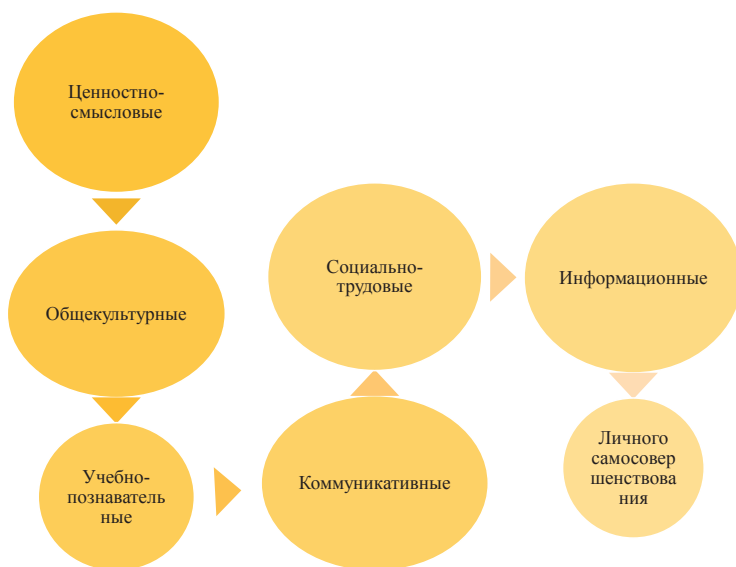 Ценностно-
смысловые
Общекультурные
Учебно-
познаватель
ные
Коммуникативные
Социально-
трудовые
Информационные
Личного
самосовер
шенствова
ния